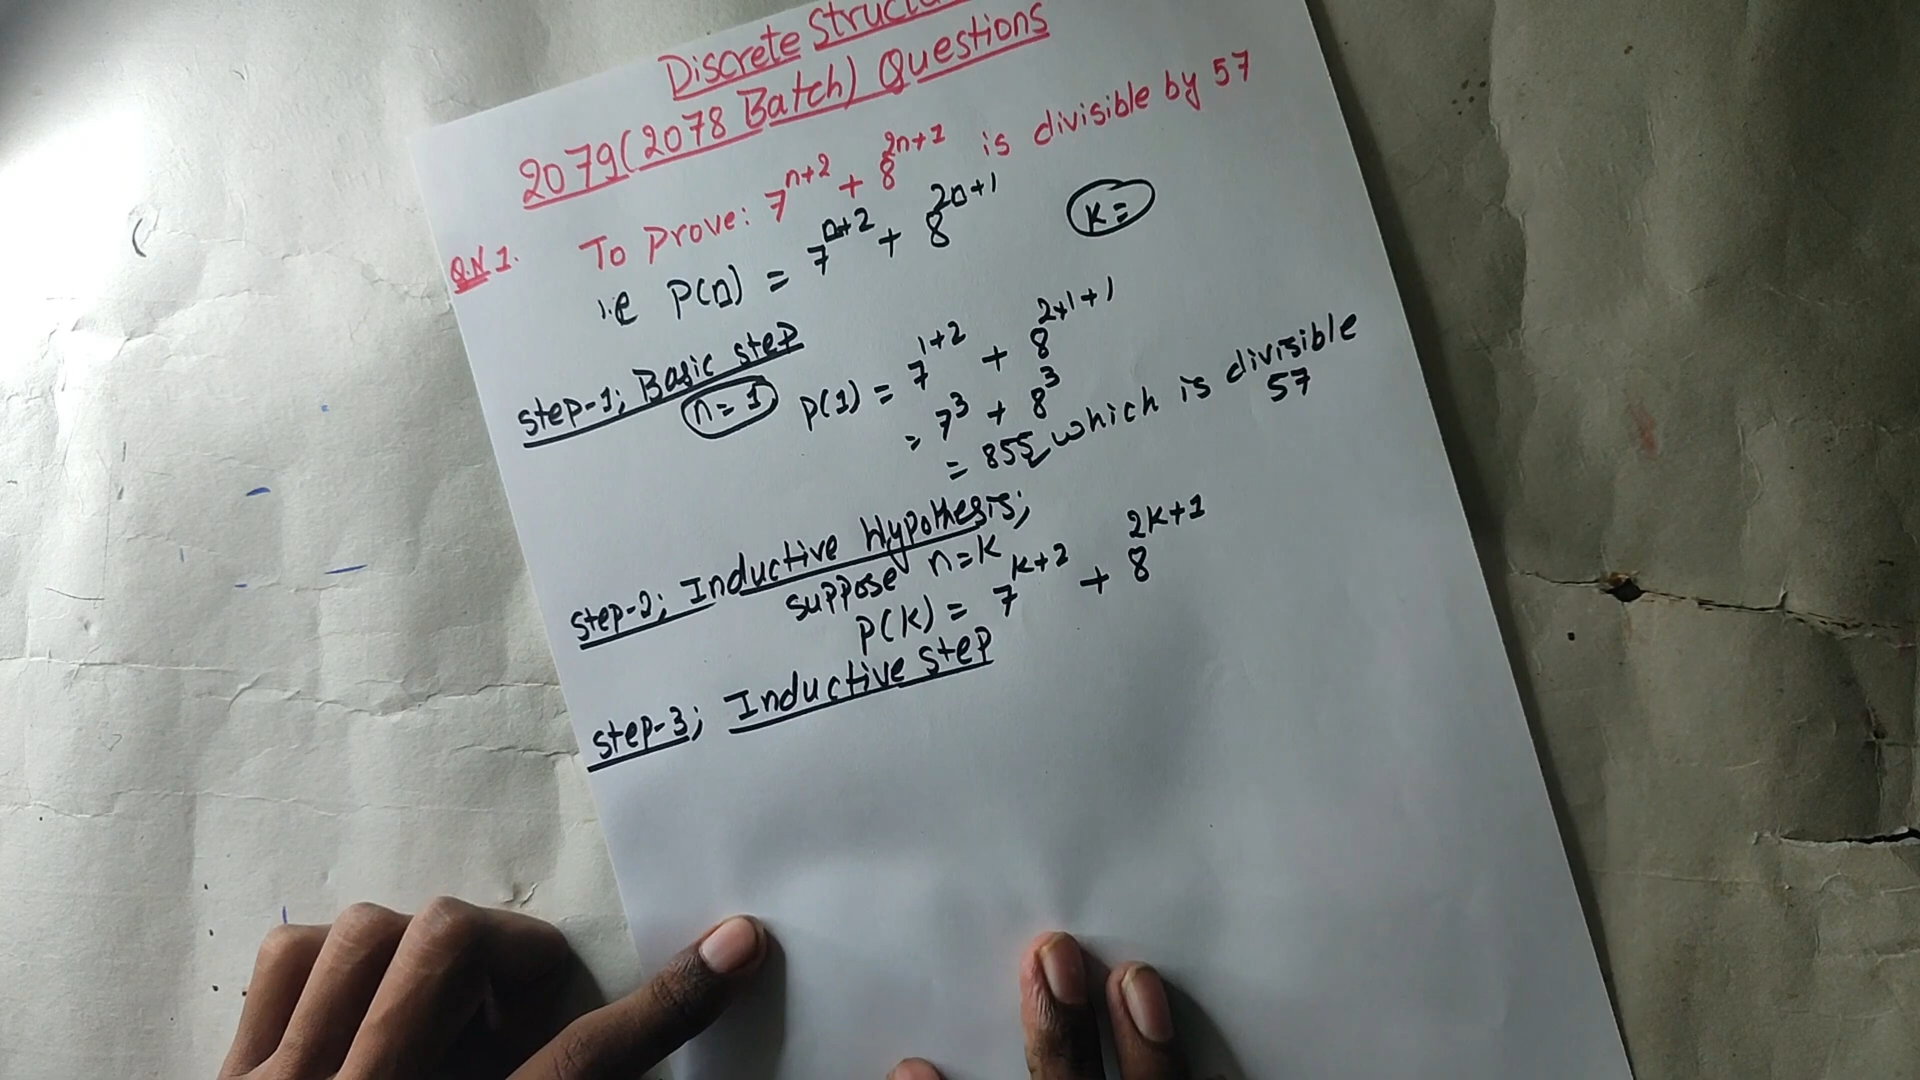 Discrete
2079(2078 Batch) Questions
Q.N 1. To prove: 7^{n+2} + 8^{2n+1} is divisible by 57
i.e P(n) = 7^{n+2} + 8^{2n+1} k=
step-1; Basic step
n=1 P(1) = 7^{1+2} + 8^{2+1+1}
= 7^3 + 8^3
= 855 which is divisible
57
step-2; Inductive Hypothesis;
suppose n=k
P(k) = 7^{k+2} + 8^{2k+1}
step-3; Inductive step